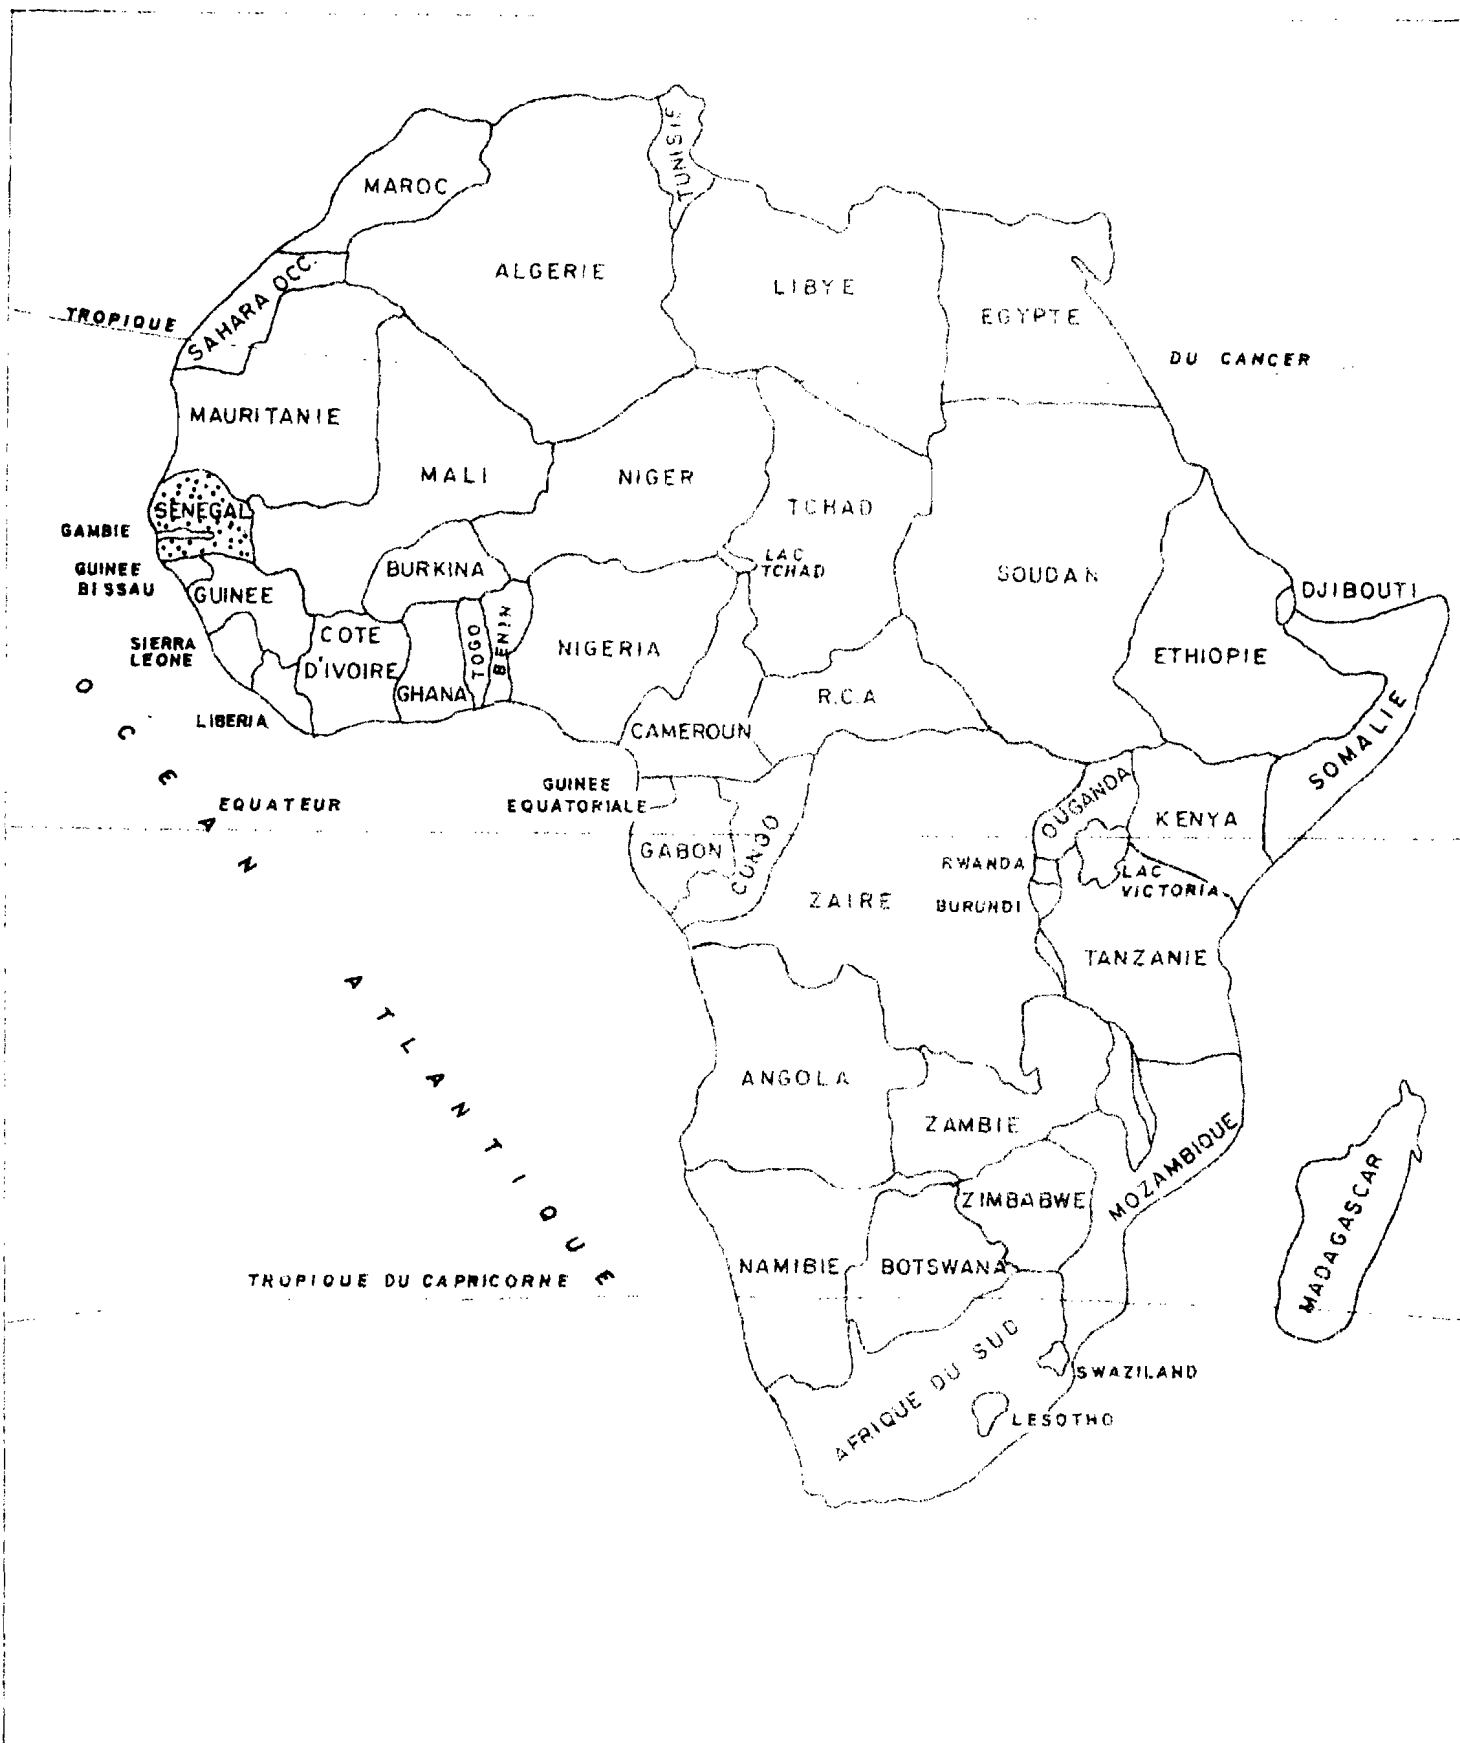 TUNISIE
MAROC
ALGERIE
LIBYE
EGYPTE
SAHARA OCC.
TROPIQUE
DU CANCER
MAURITANIE
MALI
NIGER
TCHAD
SENEGAL
GAMBIE
LAC
TCHAD
SOUDAN
GUINEE
BISSAU
BURKINA
DJIBOUTI
GUINEE
SIERRA
LEONE
COTE
D'IVOIRE
TOGO
BENIN
NIGERIA
ETHIOPIE
GHANA
R.C.A
LIBERIA
CAMEROUN
SOMALIE
GUINEE
EQUATORIALE
OUGANDA
EQUATEUR
KENYA
GABON
CONGO
RWANDA
LAC
VICTORIA
ZAIRE
BURUNDI
TANZANIE
OCEAN ATLANTIQUE
ANGOLA
ZAMBIE
MOZAMBIQUE
ZIMBABWE
MADAGASCAR
NAMIBIE
BOTSWANA
TROPIQUE DU CAPRICORNE
AFRIQUE DU SUD
SWAZILAND
LESOTHO